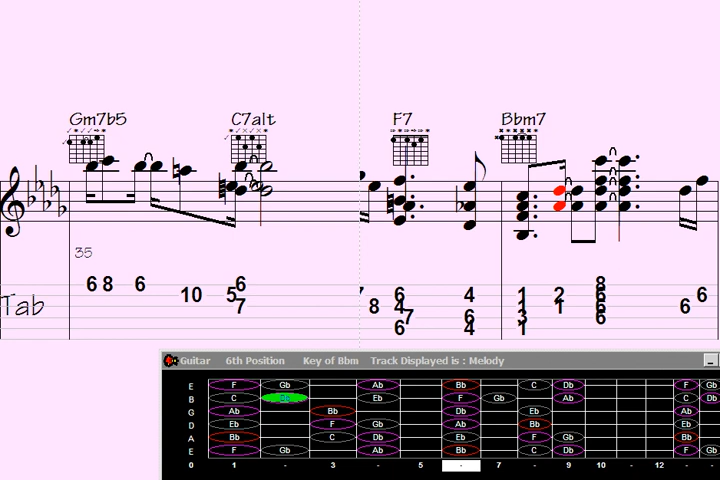 Gm7b5 C7alt F7 Bbm7
35
6 8 6 6 6 4 8 6
10 5 1 2 6
7 8 4 1 1 6 6
7 6 3 6
6 4 1
Tab
Guitar 6th Position Key of Bbm Track Displayed is : Melody
E F Gb Ab Bb C Db F Gb
B C Eb F Gb Ab C Db
G Ab Bb Db Eb Ab
D Eb F Gb Ab Bb Eb
A Bb C Db Eb F Gb Bb
E F Gb Ab Bb C Db F Gb
0 1 - 3 - 5 - 7 - 9 10 - 12 - -